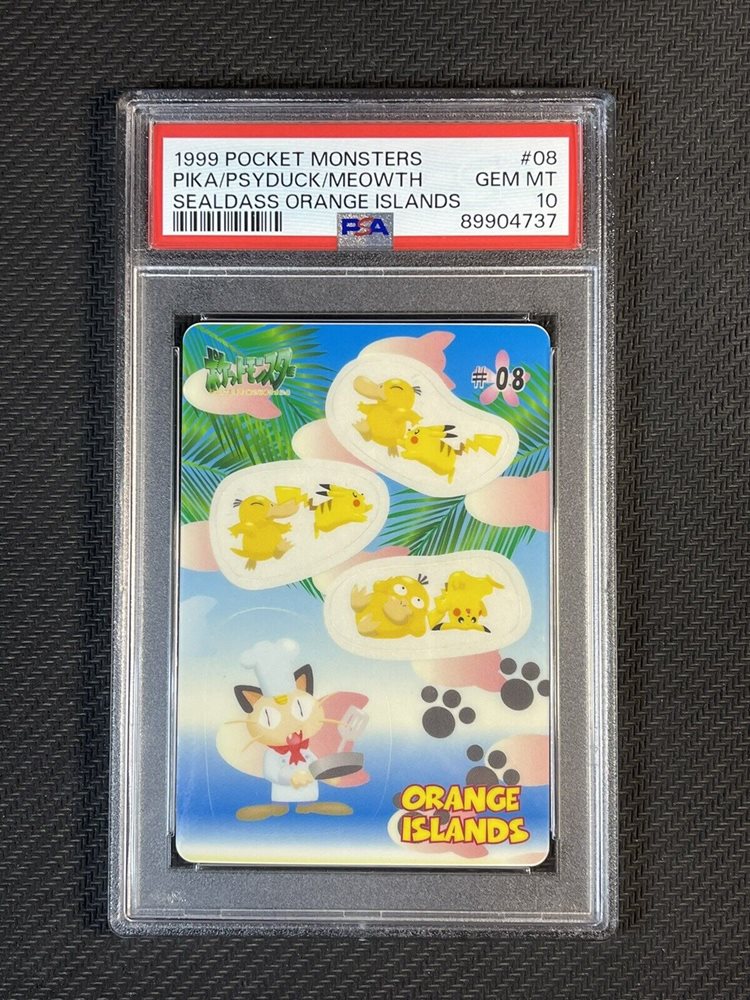 1999 POCKET MONSTERS #08
PIKA/PSYDUCK/MEOWTH GEM MT
SEALDASS ORANGE ISLANDS 10
PSA 89904737
ポケットモンスター
# 08
ORANGE
ISLANDS